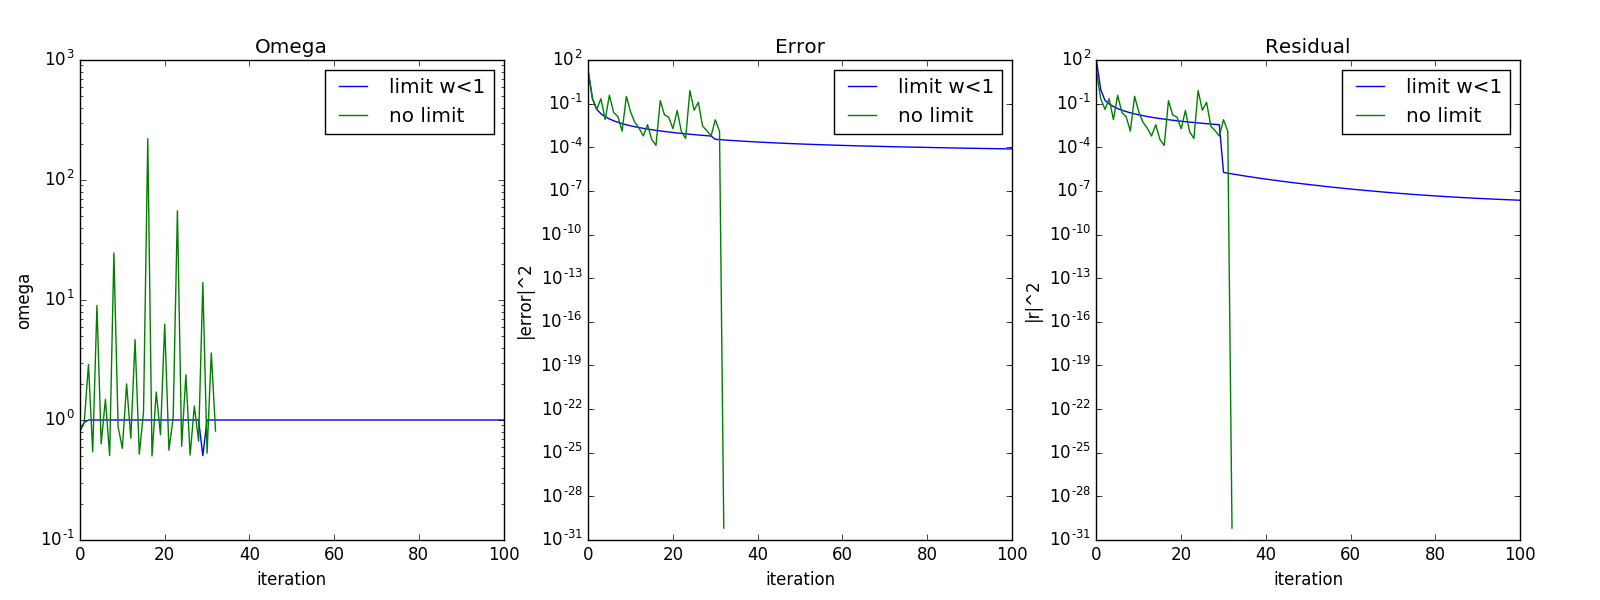 Omega
10^3
10^2
10^1
10^0
10^-1
omega
0 20 40 60 80 100
iteration
limit w<1
no limit
Error
10^2
10^-1
10^-4
10^-7
10^-10
10^-13
10^-16
10^-19
10^-22
10^-25
10^-28
10^-31
|error|^2
0 20 40 60 80 100
iteration
limit w<1
no limit
Residual
10^2
10^-1
10^-4
10^-7
10^-10
10^-13
10^-16
10^-19
10^-22
10^-25
10^-28
10^-31
|r|^2
0 20 40 60 80 100
iteration
limit w<1
no limit